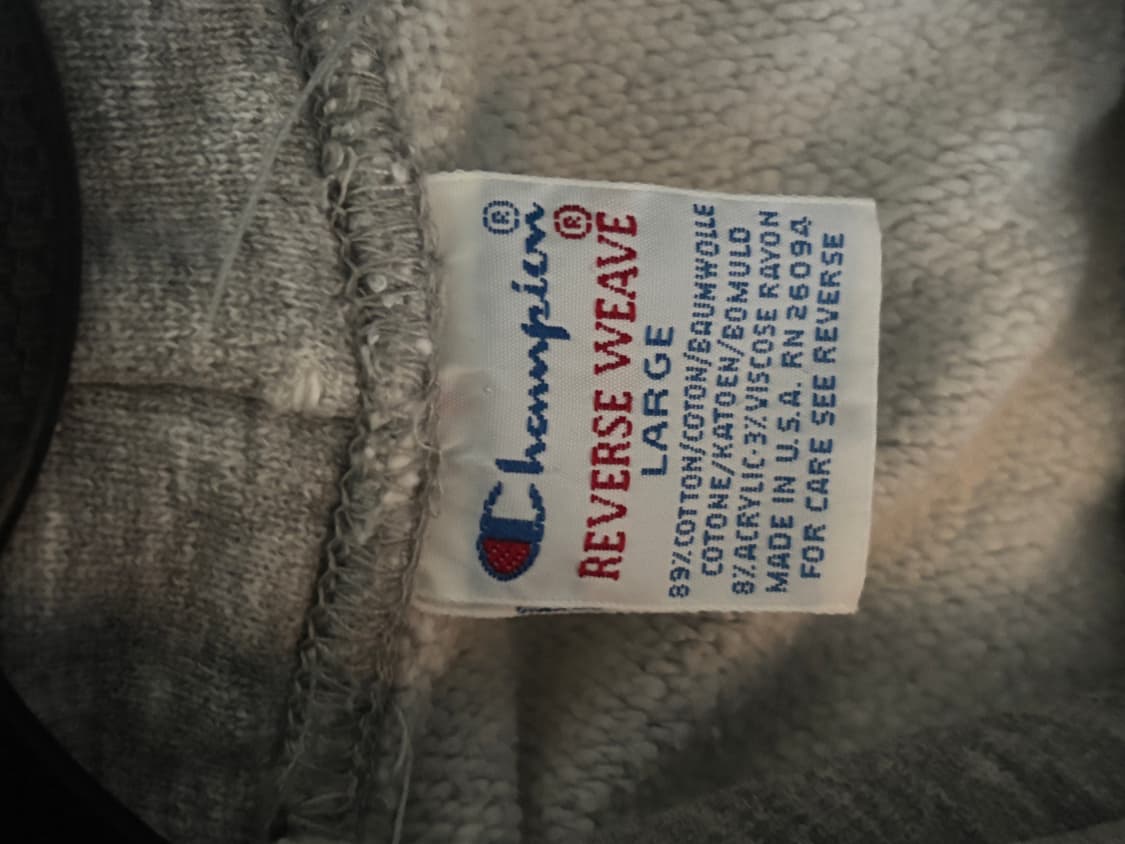 Champion®
REVERSE WEAVE®
LARGE
89%COTTON/COTON/BAUMWOLE
COTONE/KATOEN/BOMULD
8%ACRYLIC-3%VISCOSE RAYON
MADE IN U.S.A. RN 26094
FOR CARE SEE REVERSE